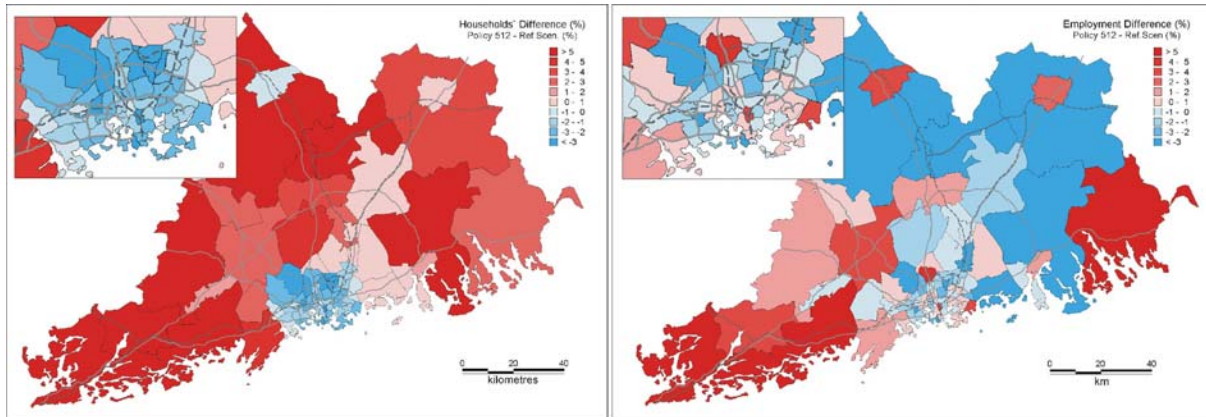 Households` Difference (%)
Policy 512 - Ref.Scen. (%)
> 5
4 - 5
3 - 4
2 - 3
1 - 2
0 - 1
-1 - 0
-2 - -1
-3 - -2
< -3
0 20 40
kilometres
Employment Difference (%)
Policy 512 - Ref.Scen. (%)
> 5
4 - 5
3 - 4
2 - 3
1 - 2
0 - 1
-1 - 0
-2 - -1
-3 - -2
< -3
0 20 40
km